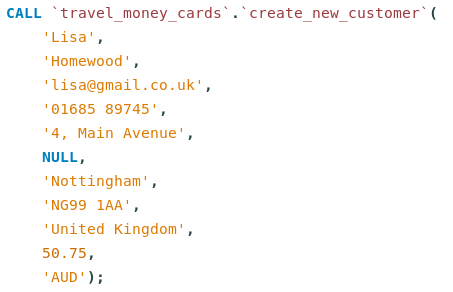 CALL `travel_money_cards`.`create_new_customer`(
'Lisa',
'Homewood',
'lisa@gmail.co.uk',
'01685 89745',
'4, Main Avenue',
NULL,
'Nottingham',
'NG99 1AA',
'United Kingdom',
50.75,
'AUD');